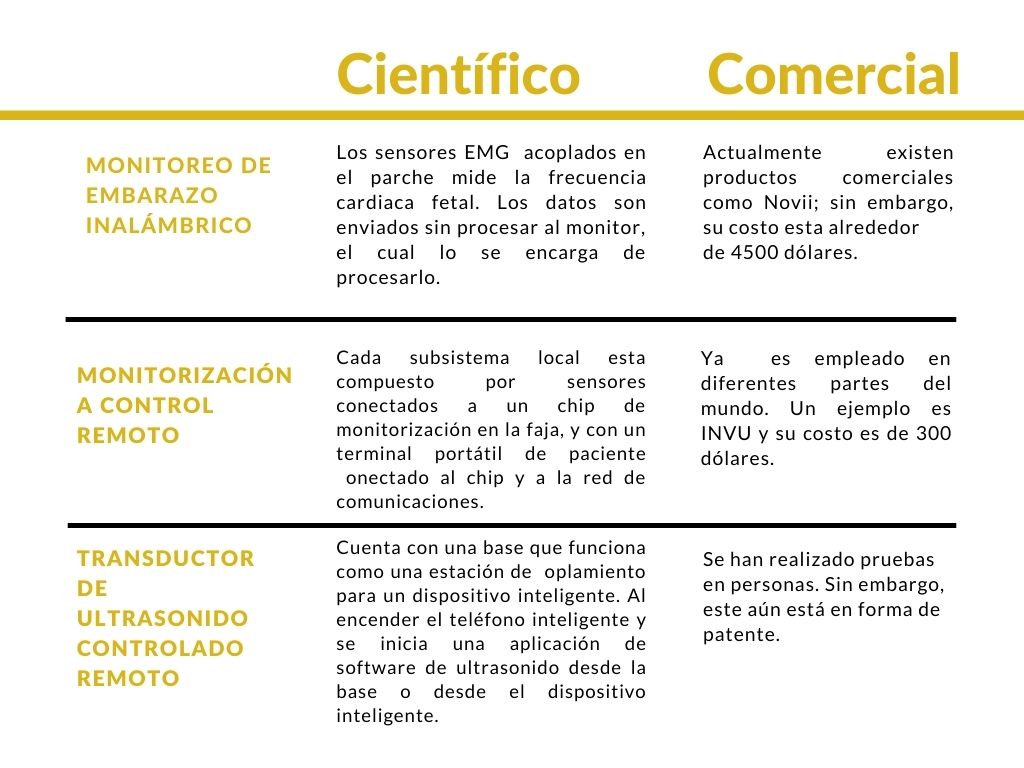 Científico
Comercial
MONITOREO DE
EMBARAZO
INALÁMBRICO
Los sensores EMG acoplados en
el parche mide la frecuencia
cardiaca fetal. Los datos son
enviados sin procesar al monitor,
el cual lo se encarga de
procesarlo.
Actualmente existen
productos comerciales
como Novii; sin embargo,
su costo esta alrededor
de 4500 dólares.
MONITORIZACIÓN
A CONTROL
REMOTO
Cada subsistema local esta
compuesto por sensores
conectados a un chip de
monitorización en la faja, y con un
terminal portátil de paciente
onectado al chip y a la red de
comunicaciones.
Ya es empleado en
diferentes partes del
mundo. Un ejemplo es
INVU y su costo es de 300
dólares.
TRANSDUCTOR
DE
ULTRASONIDO
CONTROLADO
REMOTO
Cuenta con una base que funciona
como una estación de oplamiento
para un dispositivo inteligente. Al
encender el teléfono inteligente y
se inicia una aplicación de
software de ultrasonido desde la
base o desde el dispositivo
inteligente.
Se han realizado pruebas
en personas. Sin embargo,
este aún está en forma de
patente.